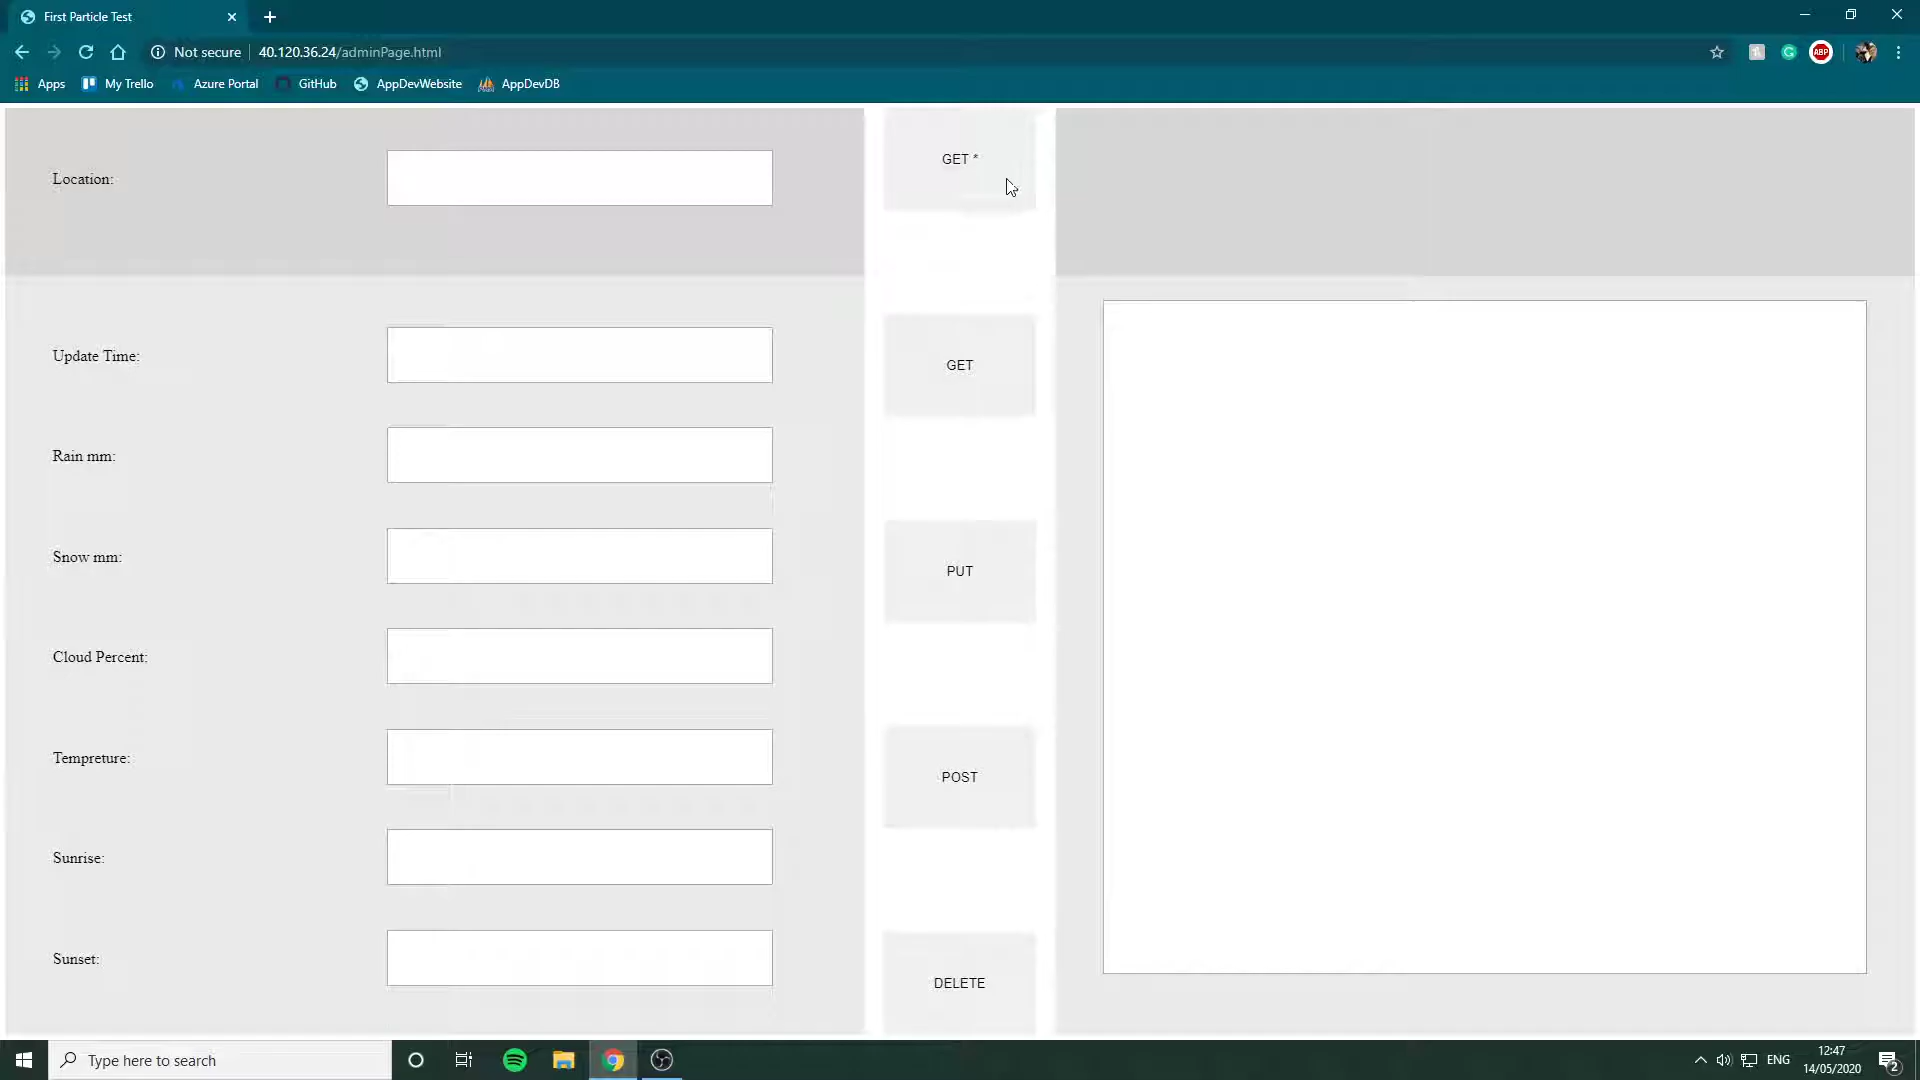 First Particle Test
Not secure
40.120.36.24/adminPage.html
ABP
Apps
My Trello
Azure Portal
GitHub
AppDevWebsite
AppDevDB
Location:
Update Time:
Rain mm:
Snow mm:
Cloud Percent:
Tempreture:
Sunrise:
Sunset:
GET *
GET
PUT
POST
DELETE
Type here to search
ENG
12:47
14/05/2020
2